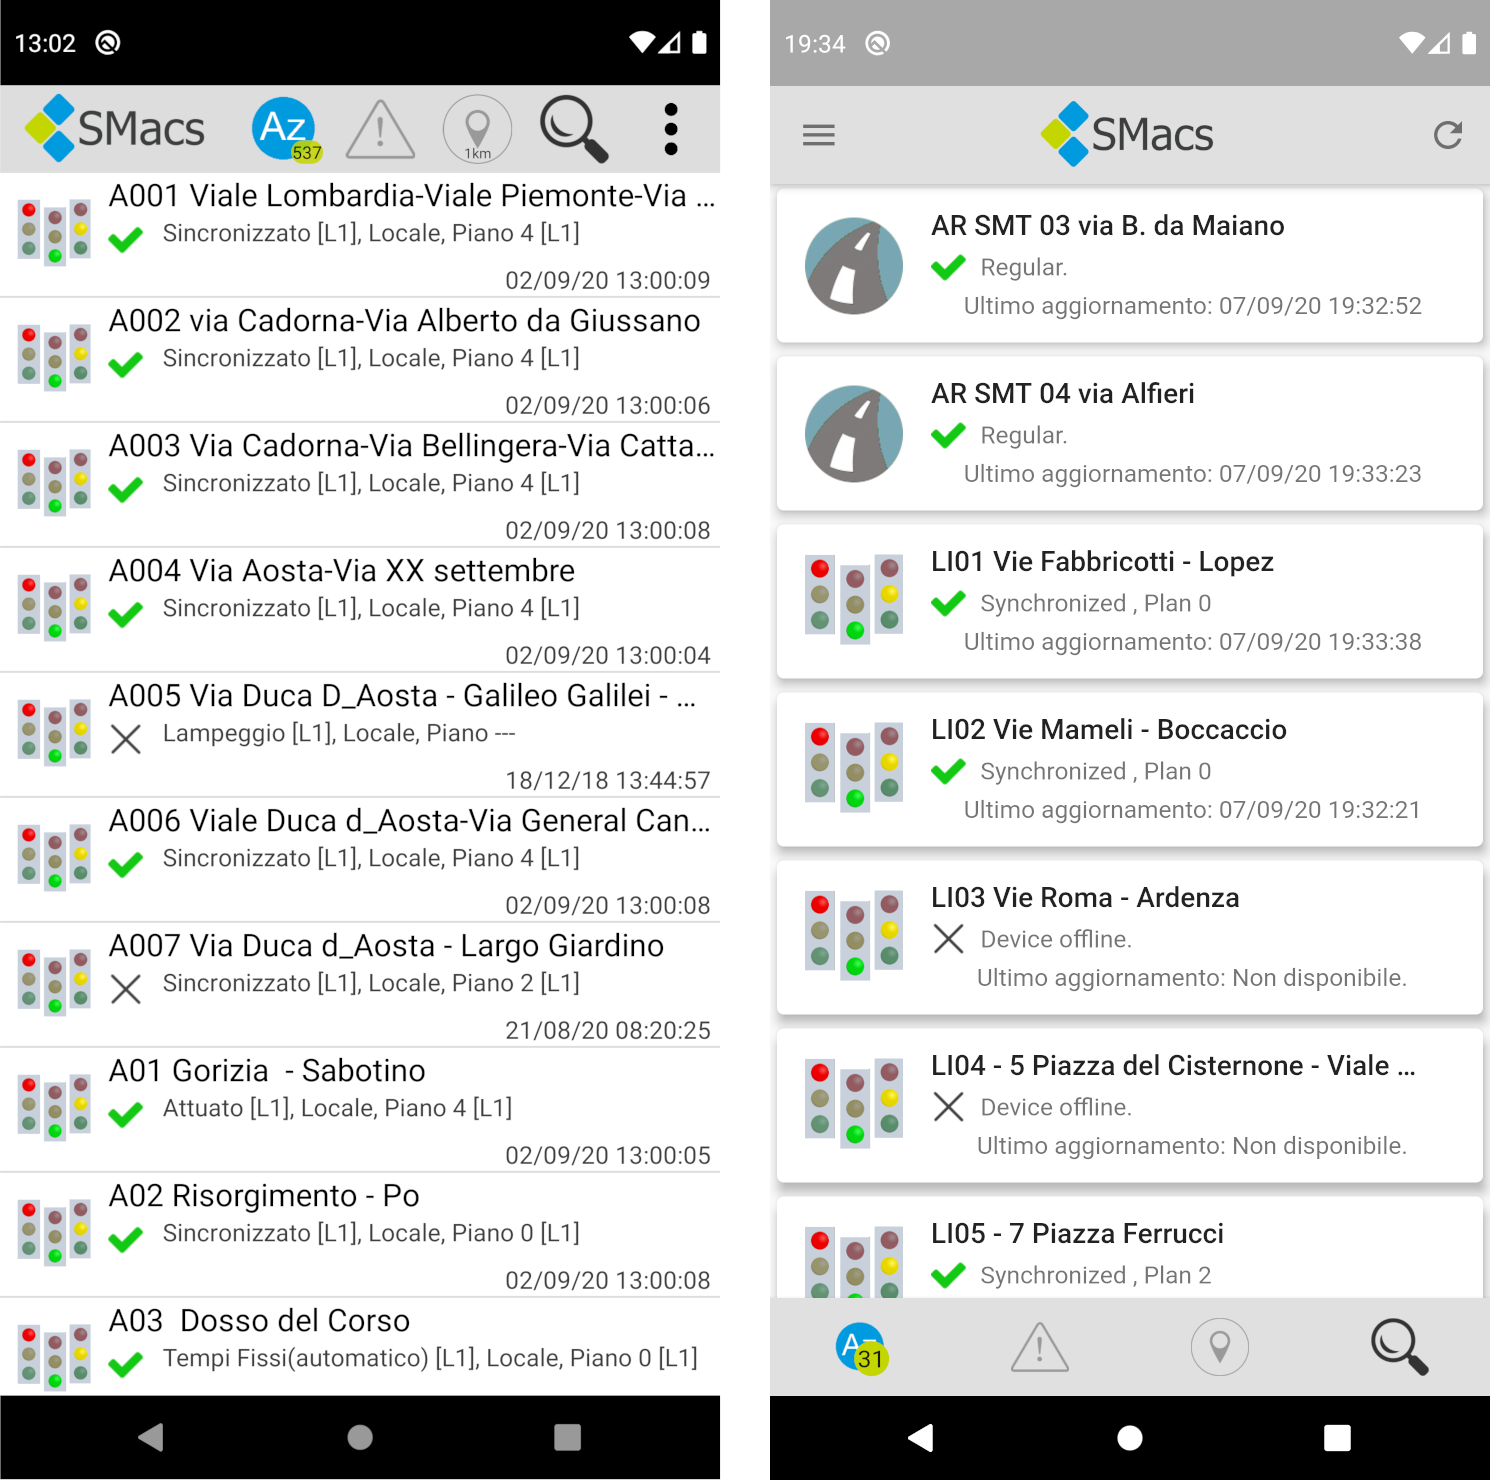 13:02
SMacs
Az
537
1km
A001 Viale Lombardia-Viale Piemonte-Via ...
Sincronizzato [L1], Locale, Piano 4 [L1]
02/09/20 13:00:09
A002 via Cadorna-Via Alberto da Giussano
Sincronizzato [L1], Locale, Piano 4 [L1]
02/09/20 13:00:06
A003 Via Cadorna-Via Bellingera-Via Catta...
Sincronizzato [L1], Locale, Piano 4 [L1]
02/09/20 13:00:08
A004 Via Aosta-Via XX settembre
Sincronizzato [L1], Locale, Piano 4 [L1]
02/09/20 13:00:04
A005 Via Duca D_Aosta - Galileo Galilei - ...
Lampeggio [L1], Locale, Piano ---
18/12/18 13:44:57
A006 Viale Duca d_Aosta-Via General Can...
Sincronizzato [L1], Locale, Piano 4 [L1]
02/09/20 13:00:08
A007 Via Duca d_Aosta - Largo Giardino
Sincronizzato [L1], Locale, Piano 2 [L1]
21/08/20 08:20:25
A01 Gorizia  - Sabotino
Attuato [L1], Locale, Piano 4 [L1]
02/09/20 13:00:05
A02 Risorgimento - Po
Sincronizzato [L1], Locale, Piano 0 [L1]
02/09/20 13:00:08
A03  Dosso del Corso
Tempi Fissi(automatico) [L1], Locale, Piano 0 [L1]
19:34
SMacs
AR SMT 03 via B. da Maiano
Regular.
Ultimo aggiornamento: 07/09/20 19:32:52
AR SMT 04 via Alfieri
Regular.
Ultimo aggiornamento: 07/09/20 19:33:23
LI01 Vie Fabbricotti - Lopez
Synchronized , Plan 0
Ultimo aggiornamento: 07/09/20 19:33:38
LI02 Vie Mameli - Boccaccio
Synchronized , Plan 0
Ultimo aggiornamento: 07/09/20 19:32:21
LI03 Vie Roma - Ardenza
Device offline.
Ultimo aggiornamento: Non disponibile.
LI04 - 5 Piazza del Cisternone - Viale ...
Device offline.
Ultimo aggiornamento: Non disponibile.
LI05 - 7 Piazza Ferrucci
Synchronized , Plan 2
Az
31